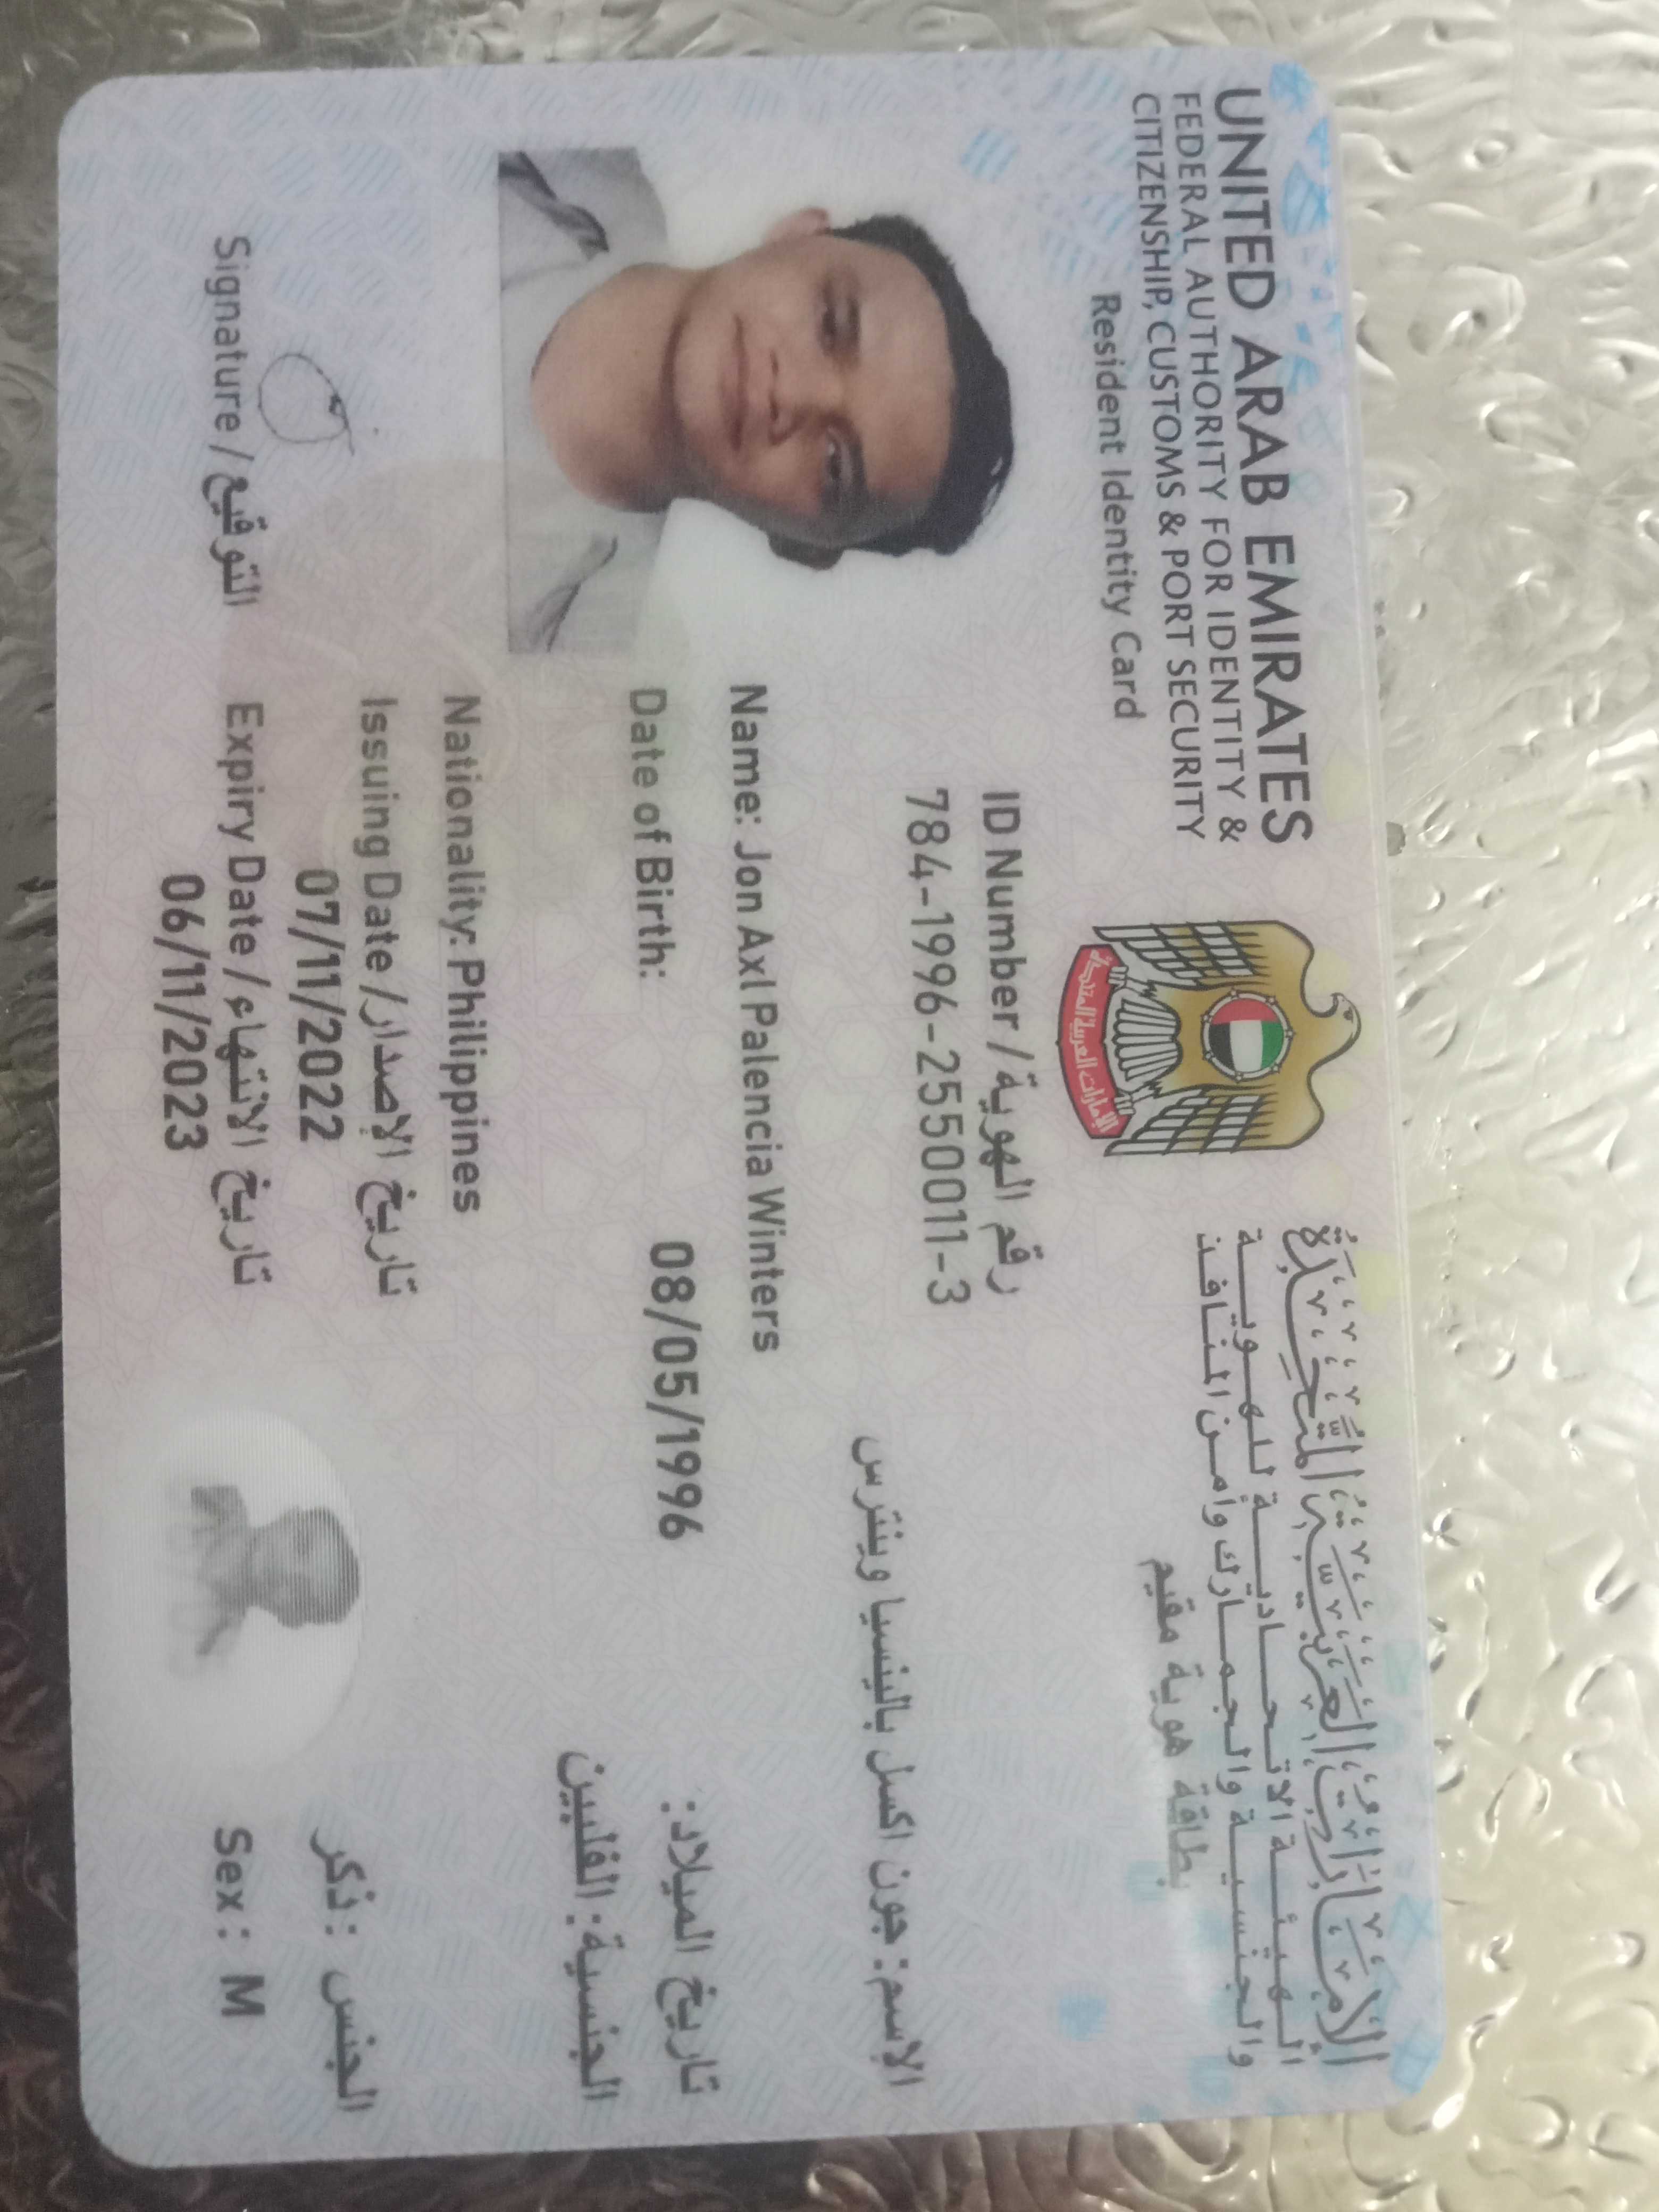 UNITED ARAB EMIRATES
FEDERAL AUTHORITY FOR IDENTITY &
CITIZENSHIP, CUSTOMS & PORT SECURITY
Resident Identity Card
الإمارات العربية المتحدة
الهيئة الاتحادية للهوية
والجنسية والجمارك وأمن المنافذ
بطاقة هوية مقيم
الإمارات العربية المتحدة
ID Number / رقم الهوية
784-1996-2550011-3
الإسم: جون اكسل بالينسيا وينترس
Name: Jon Axl Palencia Winters
Date of Birth: 08/05/1996 تاريخ الميلاد:
الجنسية: الفلبين
Nationality: Philippines
Issuing Date / تاريخ الإصدار
07/11/2022
Expiry Date / تاريخ الانتهاء
06/11/2023
الجنس : ذكر
Sex : M
Signature / التوقيع